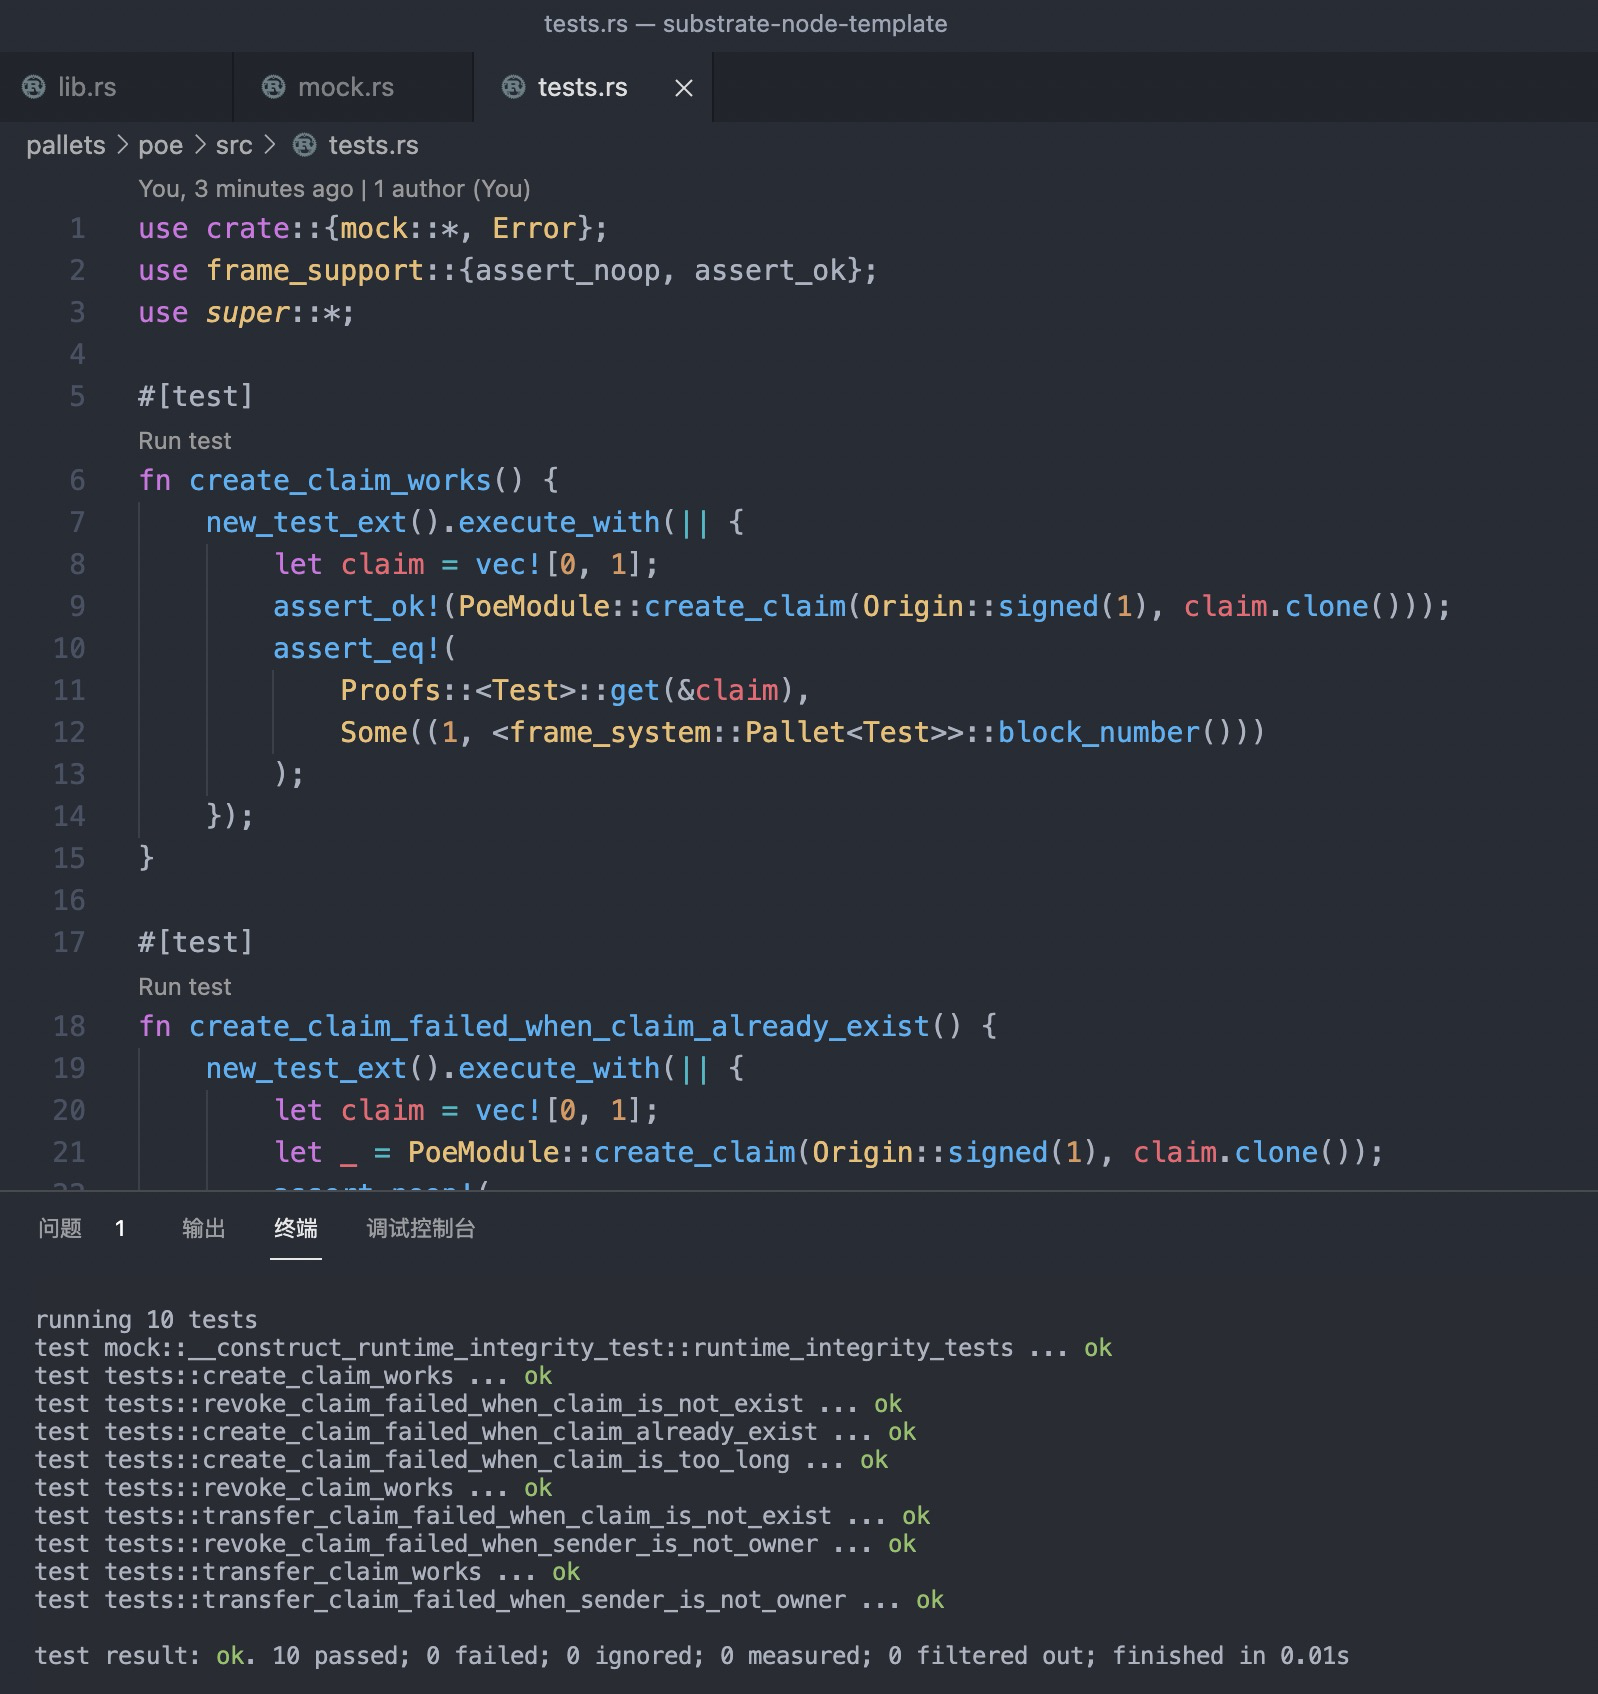 tests.rs — substrate-node-template
lib.rs mock.rs tests.rs
pallets > poe > src > tests.rs
You, 3 minutes ago | 1 author (You)
1 use crate::{mock::*, Error};
2 use frame_support::{assert_noop, assert_ok};
3 use super::*;
4
5 #[test]
Run test
6 fn create_claim_works() {
7 new_test_ext().execute_with(|| {
8 let claim = vec![0, 1];
9 assert_ok!(PoeModule::create_claim(Origin::signed(1), claim.clone()));
10 assert_eq!(
11 Proofs::<Test>::get(&claim),
12 Some((1, <frame_system::Pallet<Test>>::block_number()))
13 );
14 });
15 }
16
17 #[test]
Run test
18 fn create_claim_failed_when_claim_already_exist() {
19 new_test_ext().execute_with(|| {
20 let claim = vec![0, 1];
21 let _ = PoeModule::create_claim(Origin::signed(1), claim.clone());
22 assert_noop!(
问题 1 输出 终端 调试控制台
running 10 tests
test mock::__construct_runtime_integrity_test::runtime_integrity_tests ... ok
test tests::create_claim_works ... ok
test tests::revoke_claim_failed_when_claim_is_not_exist ... ok
test tests::create_claim_failed_when_claim_already_exist ... ok
test tests::create_claim_failed_when_claim_is_too_long ... ok
test tests::revoke_claim_works ... ok
test tests::transfer_claim_failed_when_claim_is_not_exist ... ok
test tests::revoke_claim_failed_when_sender_is_not_owner ... ok
test tests::transfer_claim_works ... ok
test tests::transfer_claim_failed_when_sender_is_not_owner ... ok
test result: ok. 10 passed; 0 failed; 0 ignored; 0 measured; 0 filtered out; finished in 0.01s